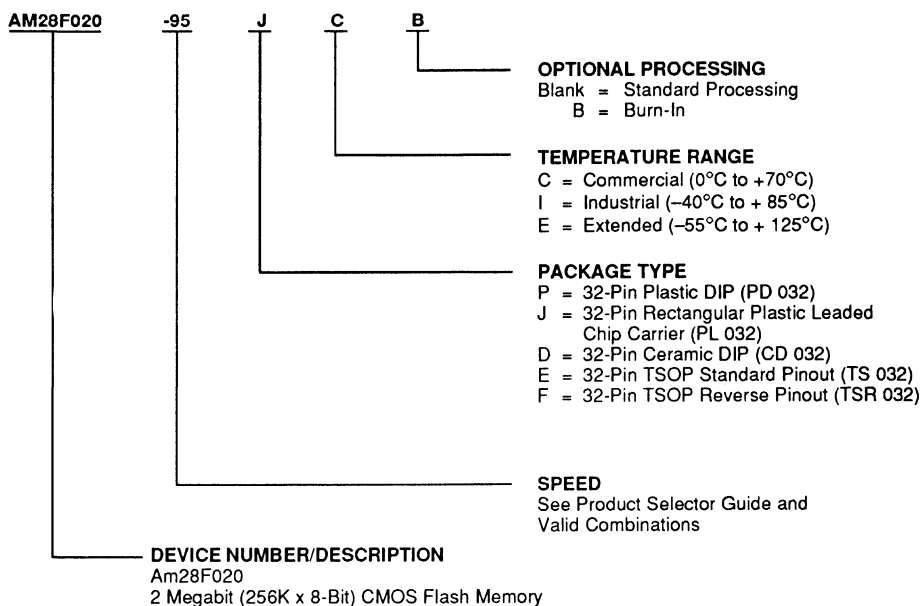 AM28F020 -95 J C B
OPTIONAL PROCESSING
Blank = Standard Processing
B = Burn-In
TEMPERATURE RANGE
C = Commercial (0°C to +70°C)
I = Industrial (–40°C to + 85°C)
E = Extended (–55°C to + 125°C)
PACKAGE TYPE
P = 32-Pin Plastic DIP (PD 032)
J = 32-Pin Rectangular Plastic Leaded
Chip Carrier (PL 032)
D = 32-Pin Ceramic DIP (CD 032)
E = 32-Pin TSOP Standard Pinout (TS 032)
F = 32-Pin TSOP Reverse Pinout (TSR 032)
SPEED
See Product Selector Guide and
Valid Combinations
DEVICE NUMBER/DESCRIPTION
Am28F020
2 Megabit (256K x 8-Bit) CMOS Flash Memory